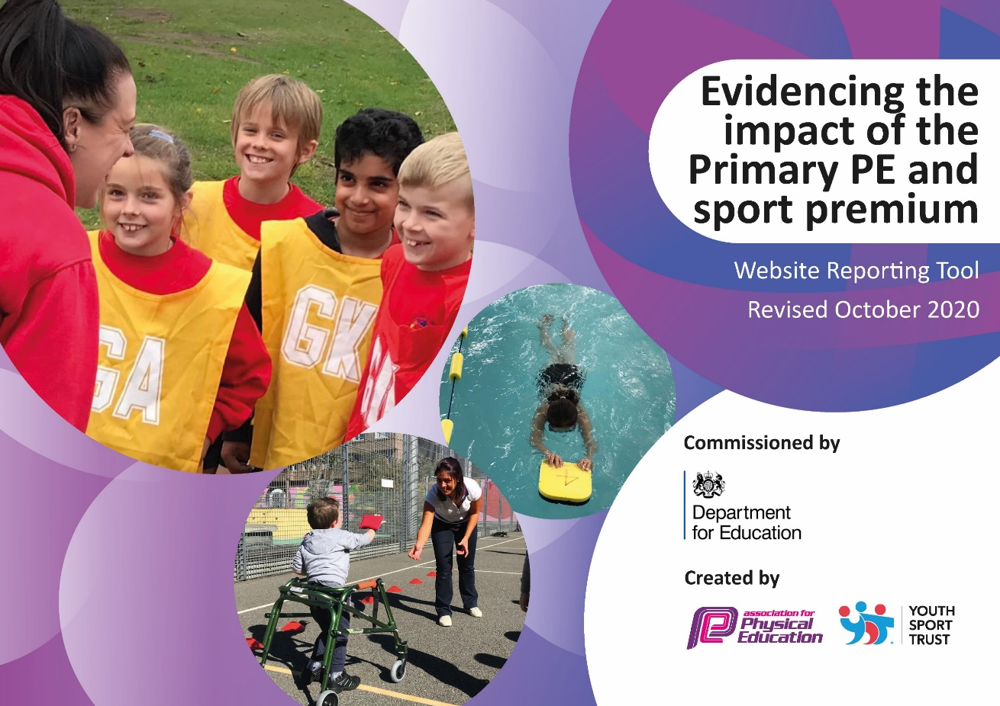 Evidencing the
impact of the
Primary PE and
sport premium
Website Reporting Tool
Revised October 2020
GA
GK
Commissioned by
Department
for Education
Created by
association for
Physical
Education
YOUTH
SPORT
TRUST